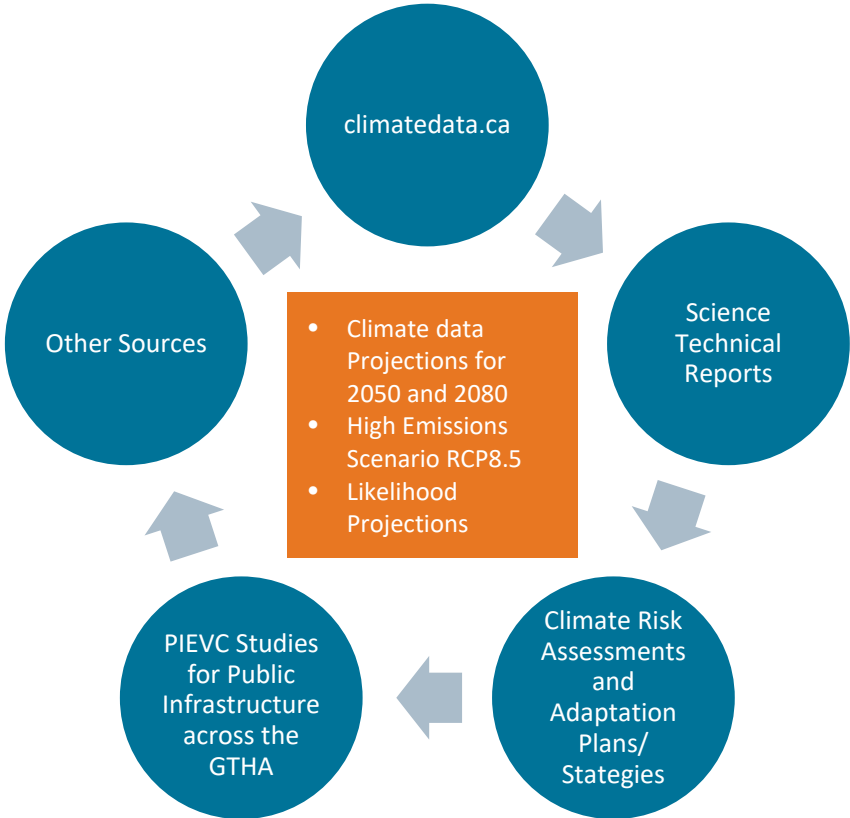 climatedata.ca
Science
Technical
Reports
Climate Risk
Assessments
and
Adaptation
Plans/
Stategies
PIEVC Studies
for Public
Infrastructure
across the
GTHA
Other Sources
• Climate data
Projections for
2050 and 2080
• High Emissions
Scenario RCP8.5
• Likelihood
Projections